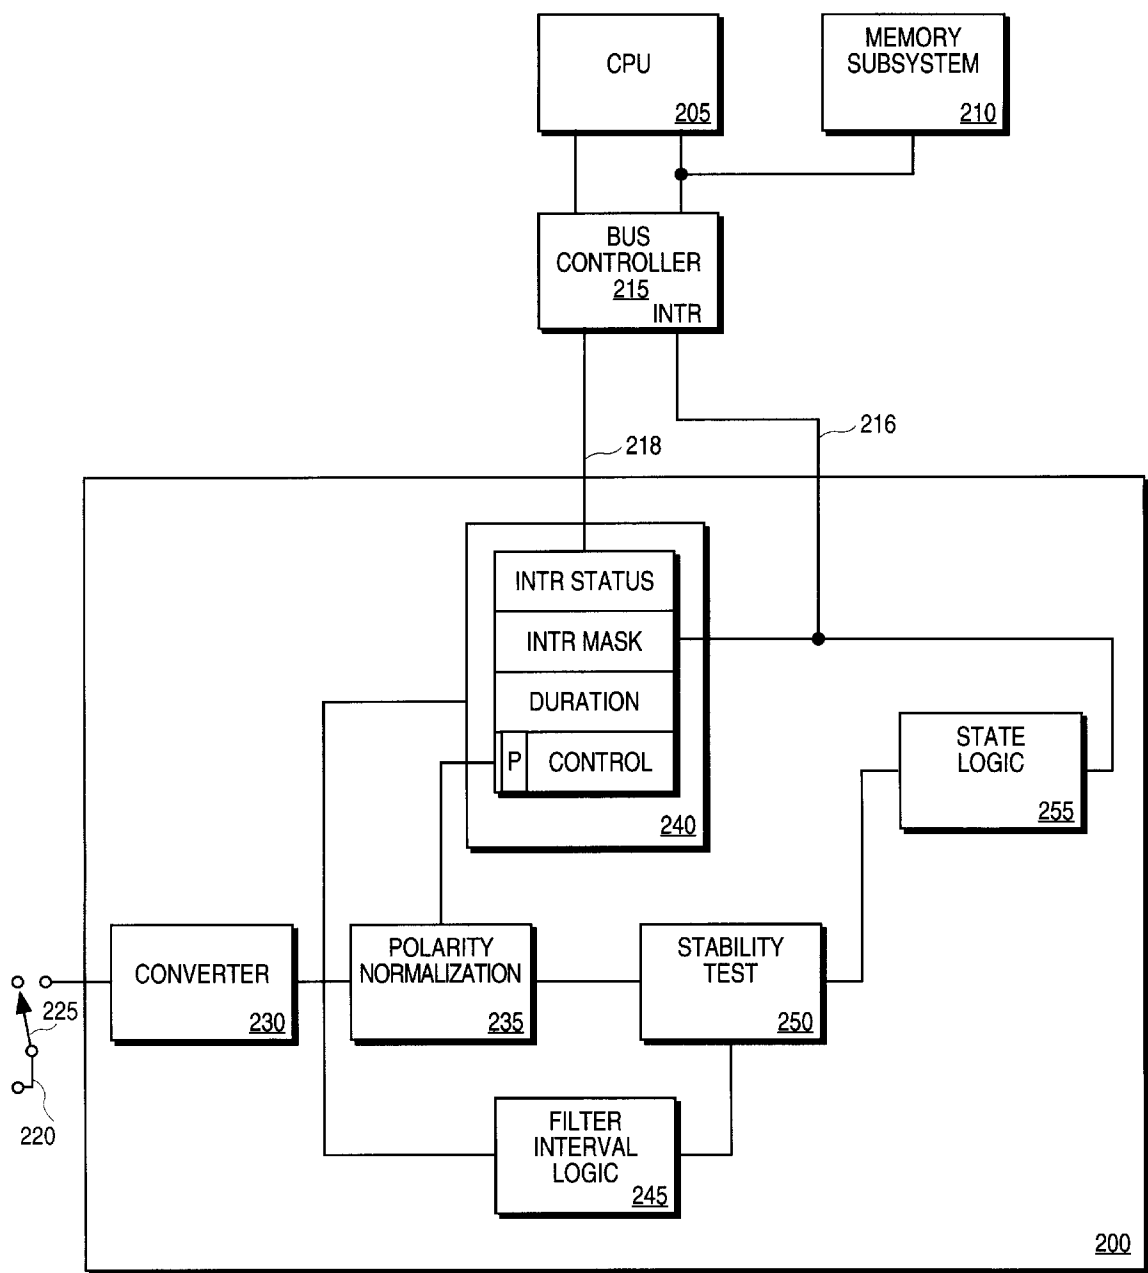 CPU
205
MEMORY
SUBSYSTEM
210
BUS
CONTROLLER
215
INTR
218
216
INTR STATUS
INTR MASK
DURATION
P CONTROL
240
STATE
LOGIC
255
CONVERTER
230
POLARITY
NORMALIZATION
235
STABILITY
TEST
250
225
220
FILTER
INTERVAL
LOGIC
245
200